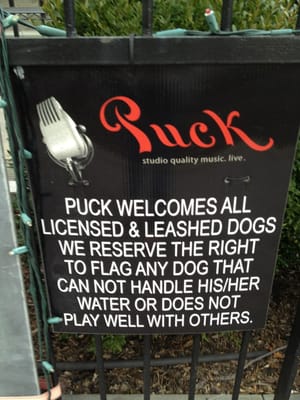 Puck
studio quality music. live.
PUCK WELCOMES ALL
LICENSED & LEASHED DOGS
WE RESERVE THE RIGHT
TO FLAG ANY DOG THAT
CAN NOT HANDLE HIS/HER
WATER OR DOES NOT
PLAY WELL WITH OTHERS.